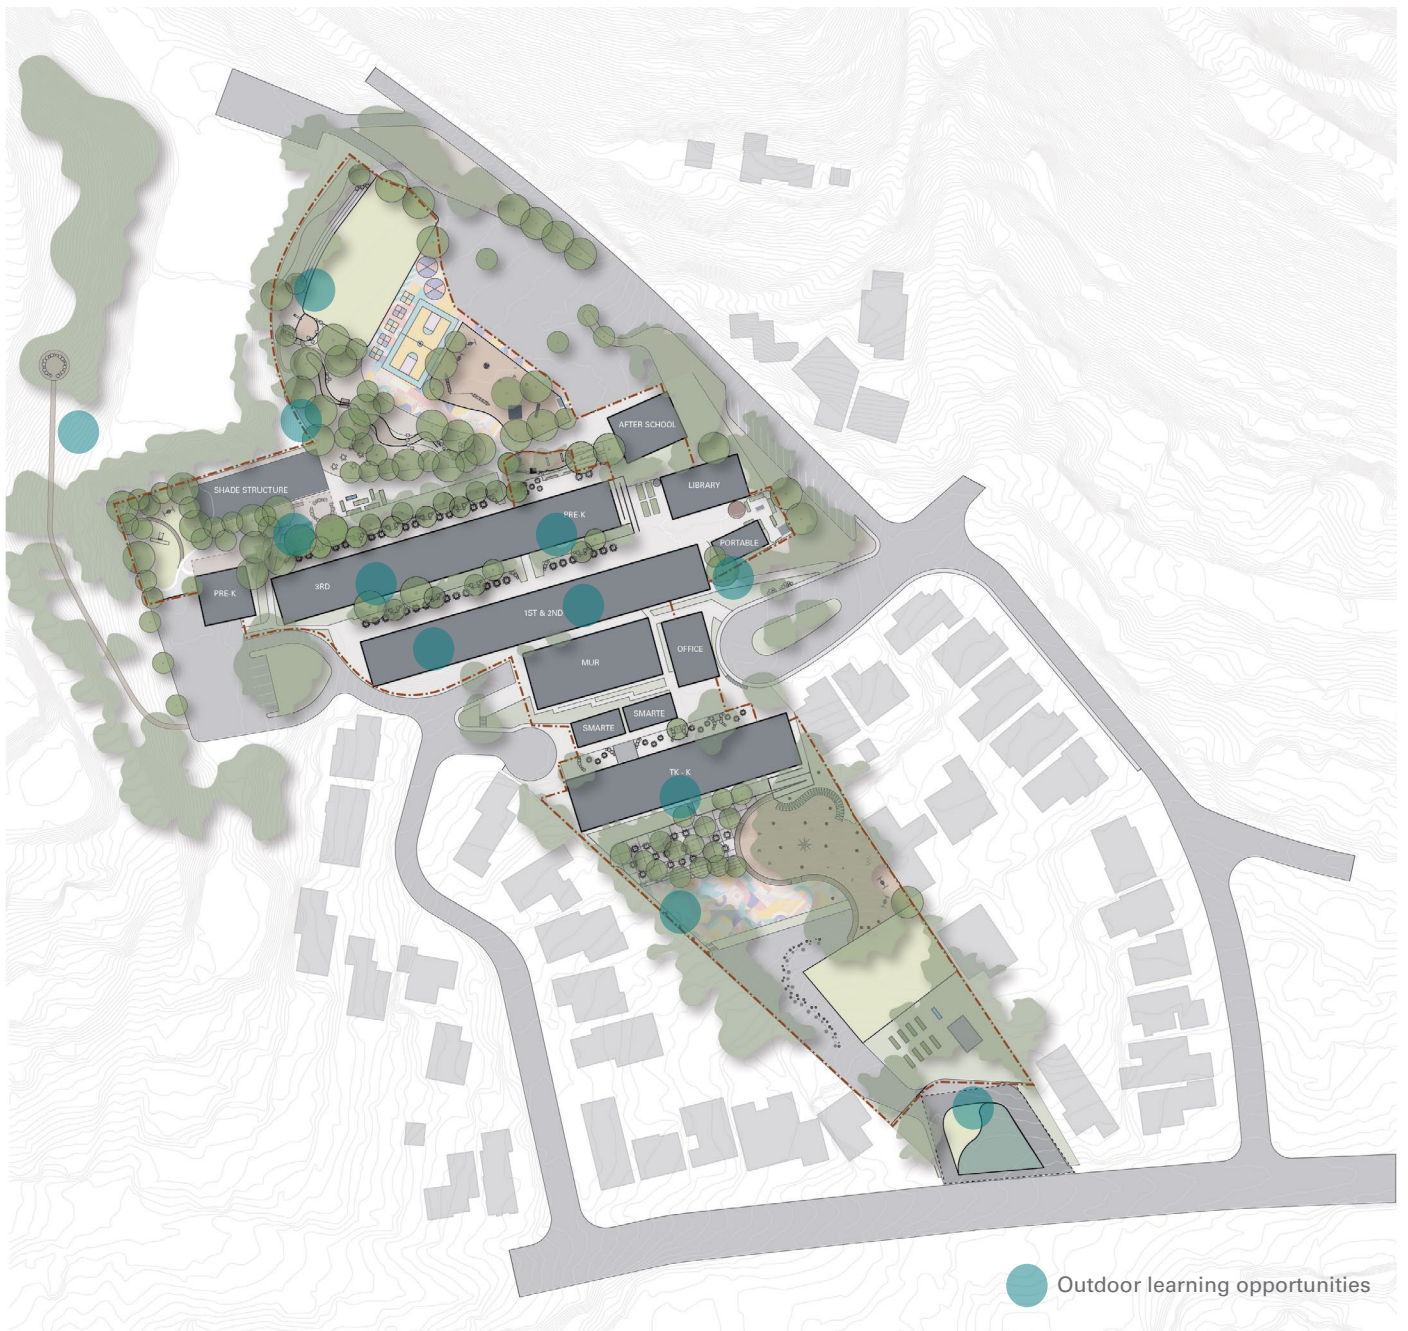 AFTER SCHOOL
LIBRARY
SHADE STRUCTURE
PRE-K
PORTABLE
3RD
PRE-K
1ST & 2ND
OFFICE
MUR
SMARTE
SMARTE
TK - K
Outdoor learning opportunities